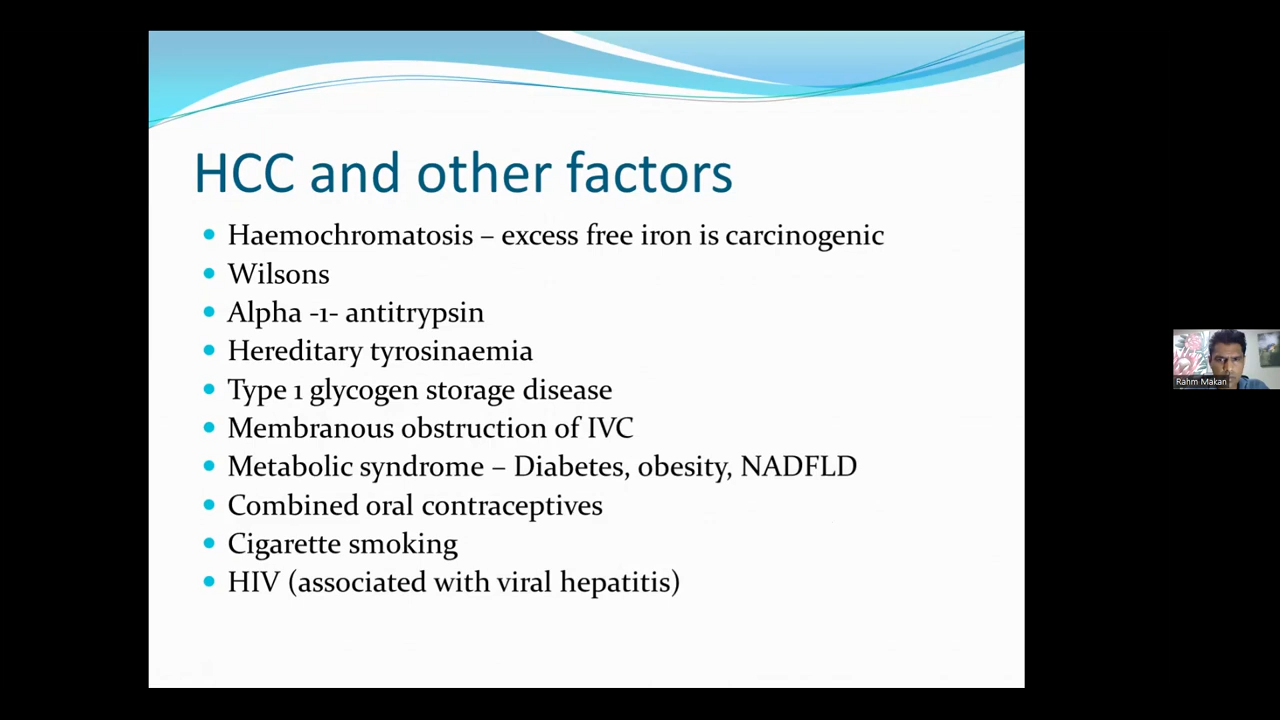 HCC and other factors
Haemochromatosis – excess free iron is carcinogenic
Wilsons
Alpha -1- antitrypsin
Hereditary tyrosinaemia
Type 1 glycogen storage disease
Membranous obstruction of IVC
Metabolic syndrome – Diabetes, obesity, NADFLD
Combined oral contraceptives
Cigarette smoking
HIV (associated with viral hepatitis)
Rahm Makan